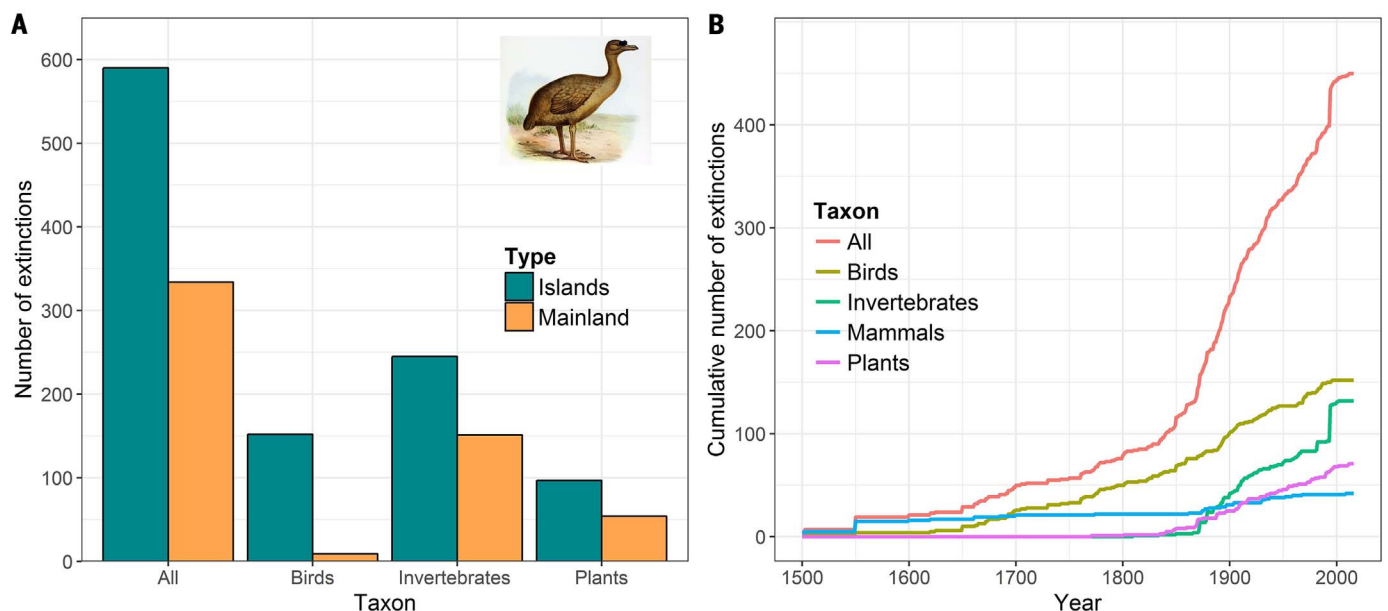 A
Number of extinctions
600
500
400
300
200
100
0
Type
Islands
Mainland
All
Birds
Invertebrates
Plants
Taxon
B
Cumulative number of extinctions
400
300
200
100
0
Taxon
All
Birds
Invertebrates
Mammals
Plants
1500
1600
1700
1800
1900
2000
Year